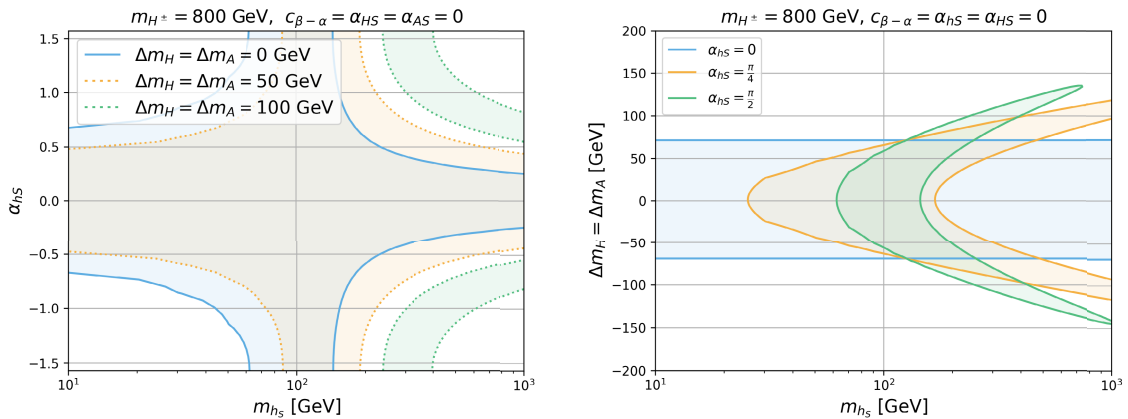 m_{H^±} = 800 GeV, c_{β−α} = α_{HS} = α_{AS} = 0
Δm_H = Δm_A = 0 GeV
Δm_H = Δm_A = 50 GeV
Δm_H = Δm_A = 100 GeV
1.5
1.0
0.5
0.0
−0.5
−1.0
−1.5
α_{hS}
10^1
10^2
10^3
m_{h_S} [GeV]
m_{H^±} = 800 GeV, c_{β−α} = α_{hS} = α_{HS} = 0
α_{hS} = 0
α_{hS} = π/4
α_{hS} = π/2
200
150
100
50
0
−50
−100
−150
−200
Δm_H = Δm_A [GeV]
10^1
10^2
10^3
m_{h_S} [GeV]